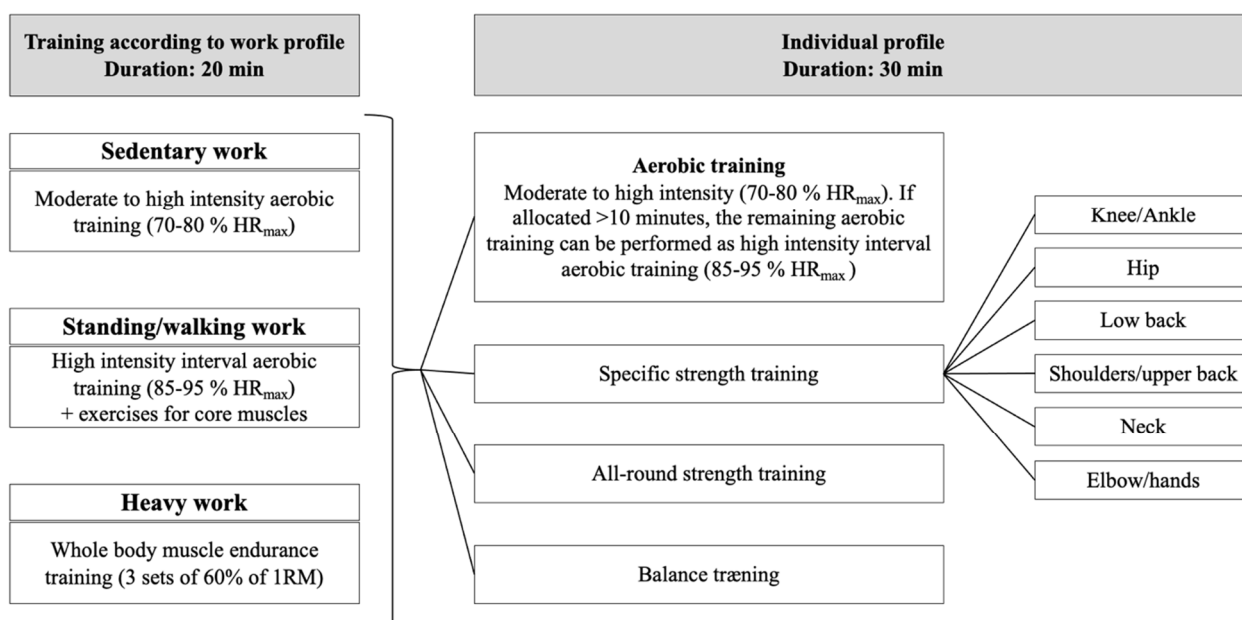 Training according to work profile
Duration: 20 min
Individual profile
Duration: 30 min
Sedentary work
Moderate to high intensity aerobic
training (70-80 % HRmax)
Standing/walking work
High intensity interval aerobic
training (85-95 % HRmax)
+ exercises for core muscles
Heavy work
Whole body muscle endurance
training (3 sets of 60% of 1RM)
Aerobic training
Moderate to high intensity (70-80 % HRmax). If
allocated >10 minutes, the remaining aerobic
training can be performed as high intensity interval
aerobic training (85-95 % HRmax )
Specific strength training
All-round strength training
Balance træning
Knee/Ankle
Hip
Low back
Shoulders/upper back
Neck
Elbow/hands